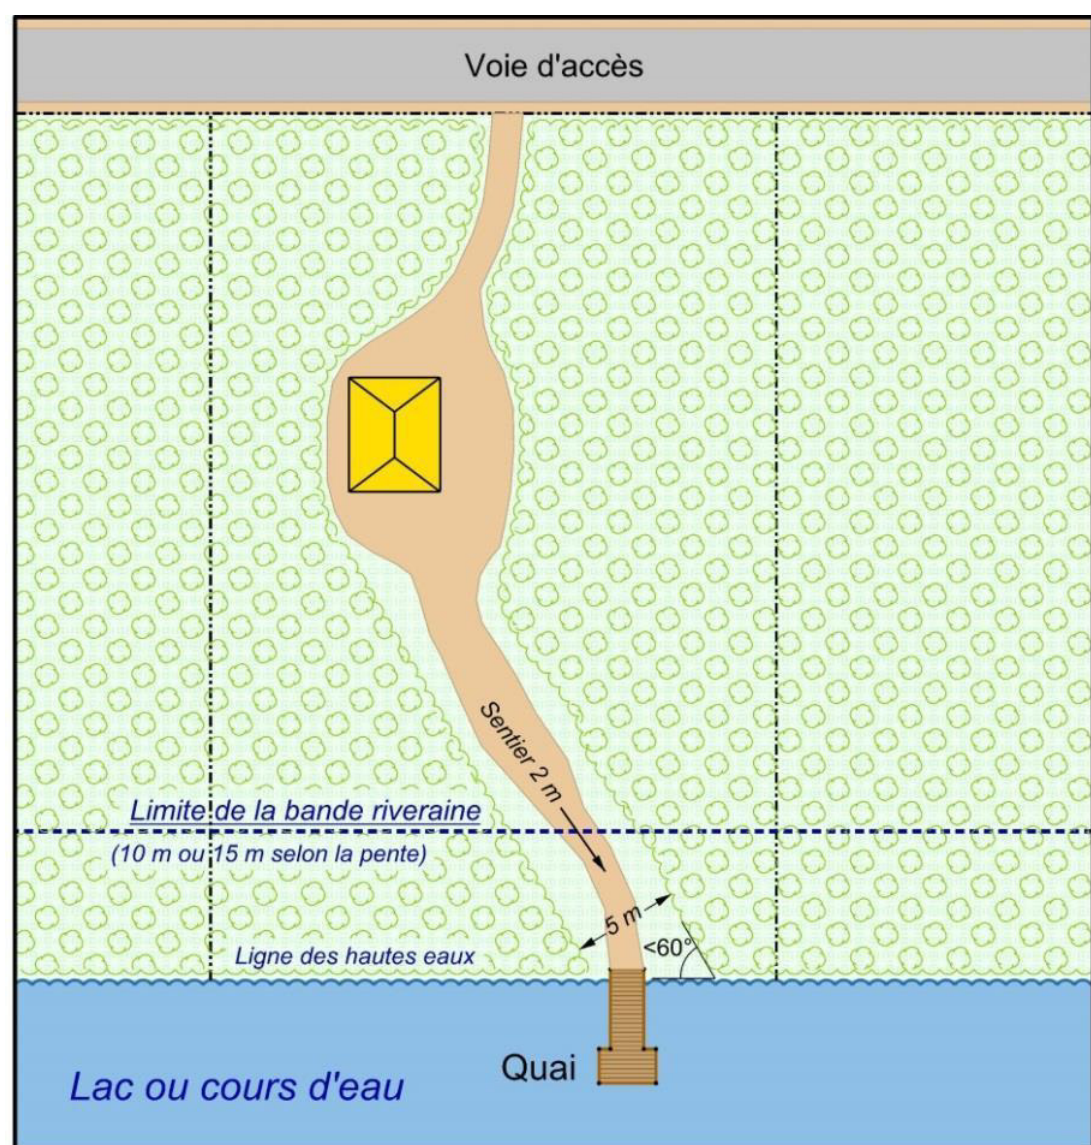 Voie d'accès
Sentier 2 m
Limite de la bande riveraine
(10 m ou 15 m selon la pente)
5 m
<60°
Ligne des hautes eaux
Quai
Lac ou cours d'eau